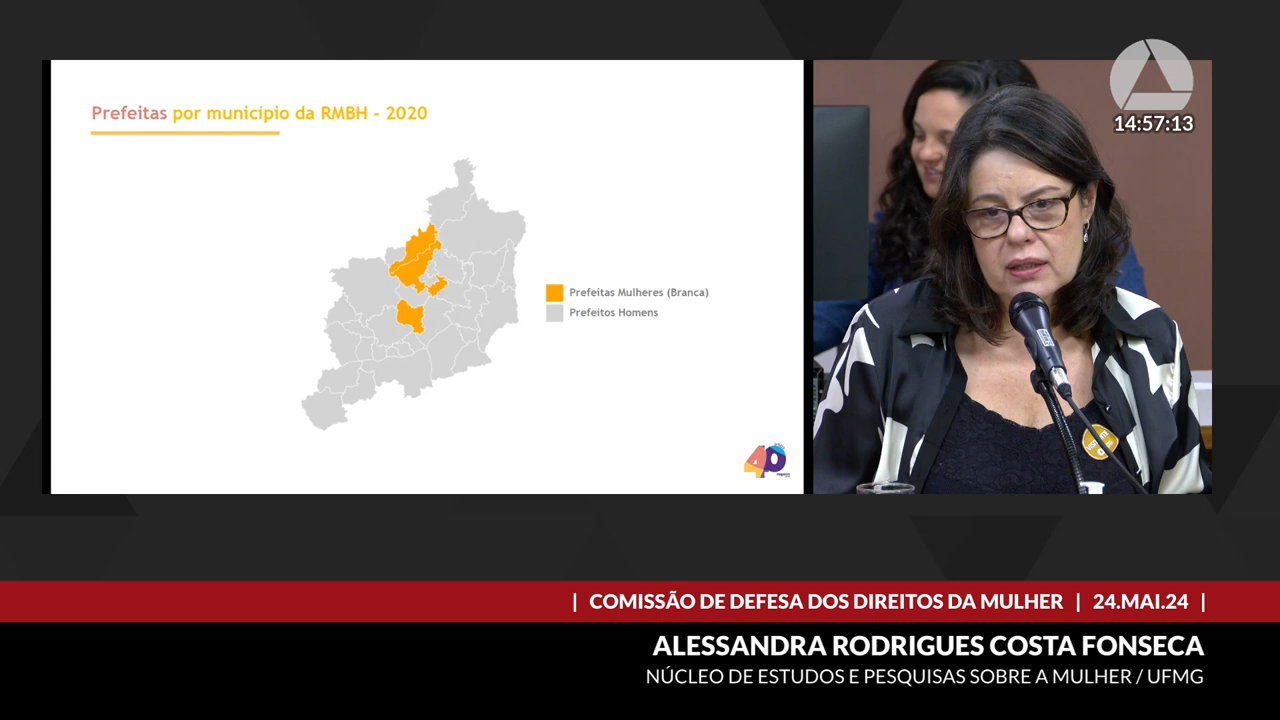 14:57:13
Prefeitas por município da RMBH - 2020
Prefeitas Mulheres (Branca)
Prefeitos Homens
| COMISSÃO DE DEFESA DOS DIREITOS DA MULHER | 24.MAI.24 |
ALESSANDRA RODRIGUES COSTA FONSECA
NÚCLEO DE ESTUDOS E PESQUISAS SOBRE A MULHER / UFMG